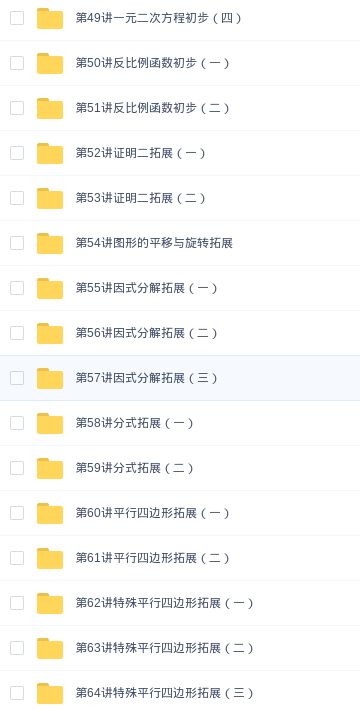 第49讲一元二次方程初步（四）
第50讲反比例函数初步（一）
第51讲反比例函数初步（二）
第52讲证明二拓展（一）
第53讲证明二拓展（二）
第54讲图形的平移与旋转拓展
第55讲因式分解拓展（一）
第56讲因式分解拓展（二）
第57讲因式分解拓展（三）
第58讲分式拓展（一）
第59讲分式拓展（二）
第60讲平行四边形拓展（一）
第61讲平行四边形拓展（二）
第62讲特殊平行四边形拓展（一）
第63讲特殊平行四边形拓展（二）
第64讲特殊平行四边形拓展（三）